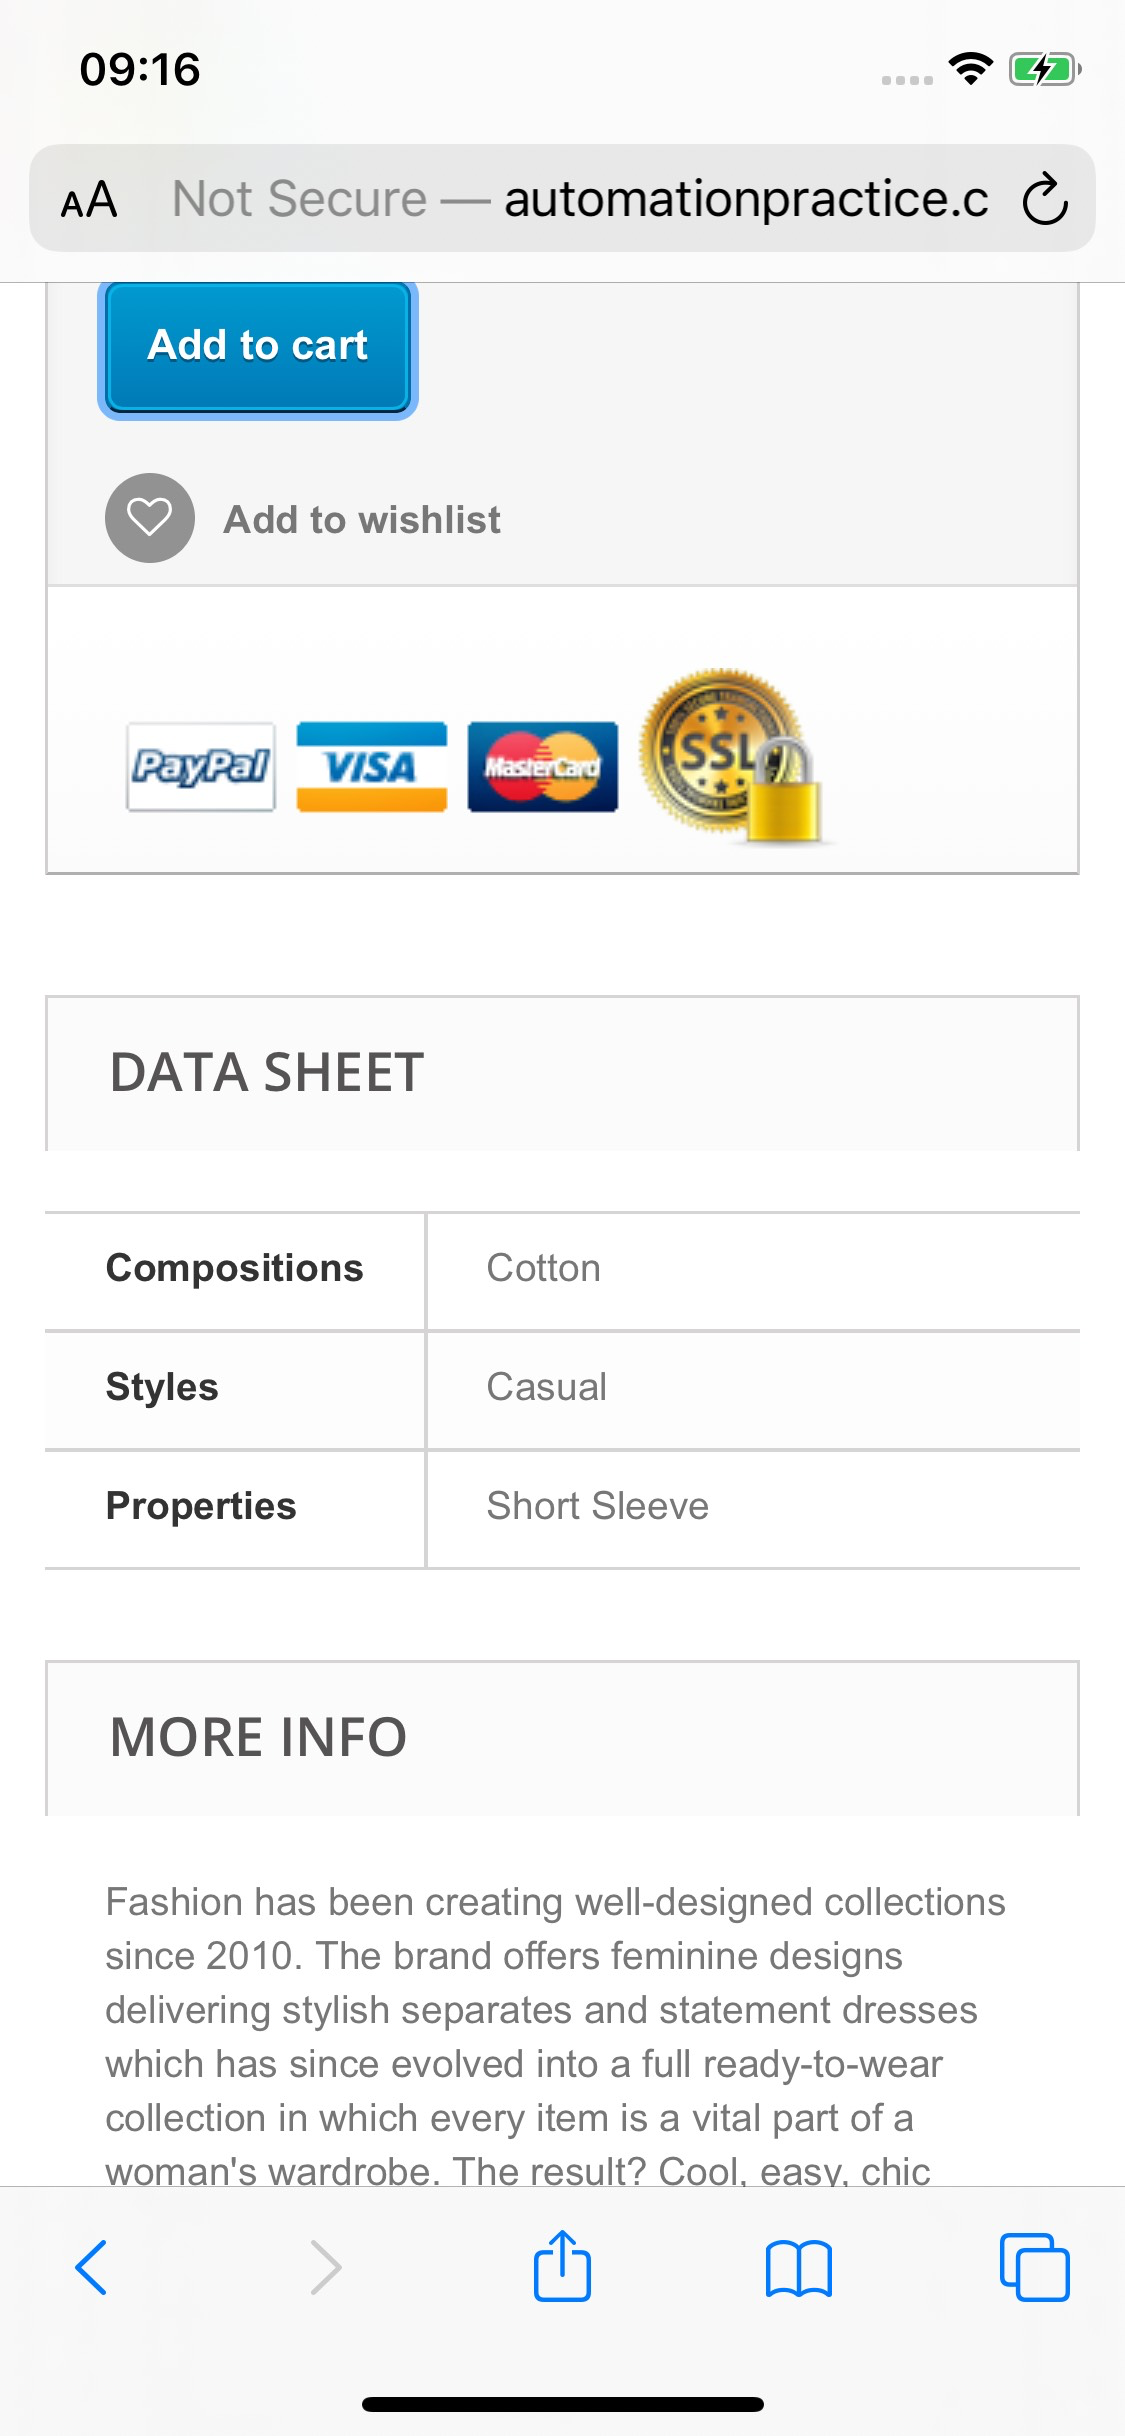 09:16
AA Not Secure — automationpractice.c
Add to cart
Add to wishlist
PayPal VISA MasterCard SSL
DATA SHEET
Compositions Cotton
Styles Casual
Properties Short Sleeve
MORE INFO
Fashion has been creating well-designed collections
since 2010. The brand offers feminine designs
delivering stylish separates and statement dresses
which has since evolved into a full ready-to-wear
collection in which every item is a vital part of a
woman's wardrobe. The result? Cool, easy, chic